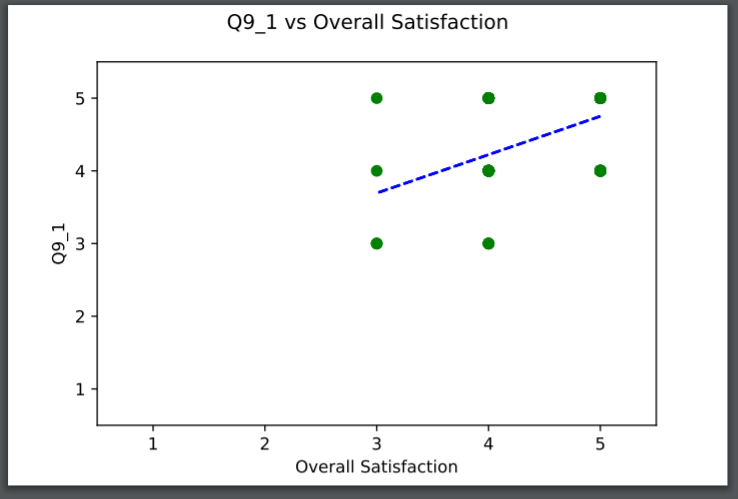 Q9_1 vs Overall Satisfaction
5
4
3
2
1
Q9_1
1 2 3 4 5
Overall Satisfaction